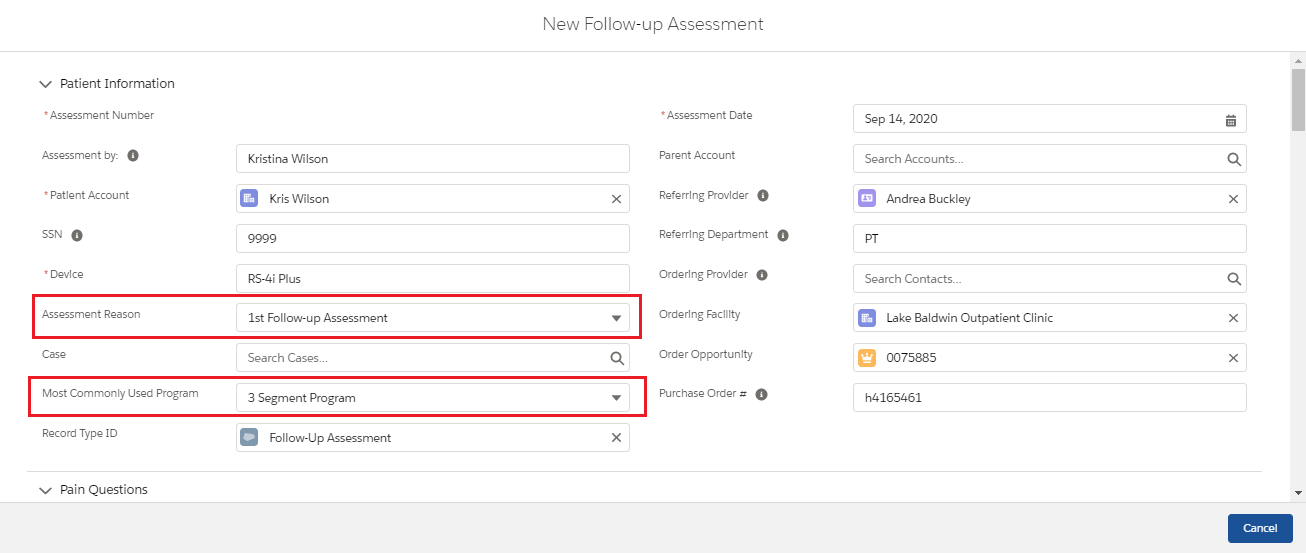 New Follow-up Assessment
Patient Information
*Assessment Number
Assessment by: Kristina Wilson
*Patient Account Kris Wilson
SSN 9999
*Device RS-4i Plus
Assessment Reason 1st Follow-up Assessment
Case Search Cases...
Most Commonly Used Program 3 Segment Program
Record Type ID Follow-Up Assessment
*Assessment Date Sep 14, 2020
Parent Account Search Accounts...
Referring Provider Andrea Buckley
Referring Department PT
Ordering Provider Search Contacts...
Ordering Facility Lake Baldwin Outpatient Clinic
Order Opportunity 0075885
Purchase Order # h4165461
Pain Questions
Cancel